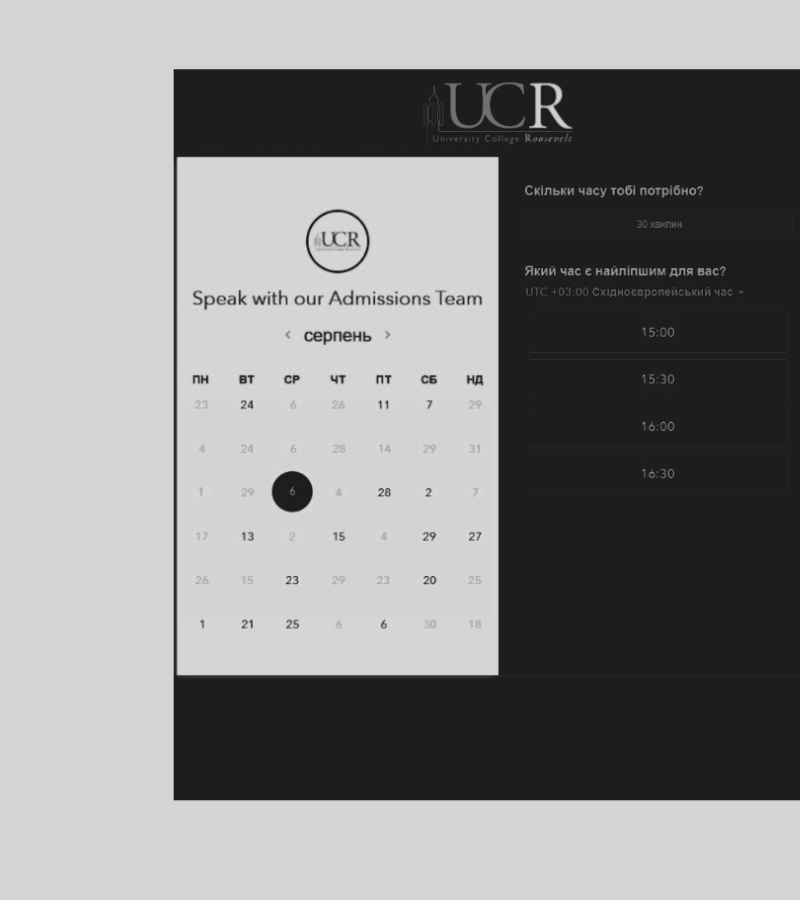 UCR
University College Roosevelt
UCR
Speak with our Admissions Team
< серпень >
ПН ВТ СР ЧТ ПТ СБ НД
23 24 6 26 11 7 29
4 24 6 28 14 29 31
1 29 6 4 28 2 7
17 13 2 15 4 29 27
26 15 23 29 23 20 25
1 21 25 6 6 30 18
Скільки часу тобі потрібно?
30 хвилин
Який час є найліпшим для вас?
UTC +03:00 Східноєвропейський час
15:00
15:30
16:00
16:30